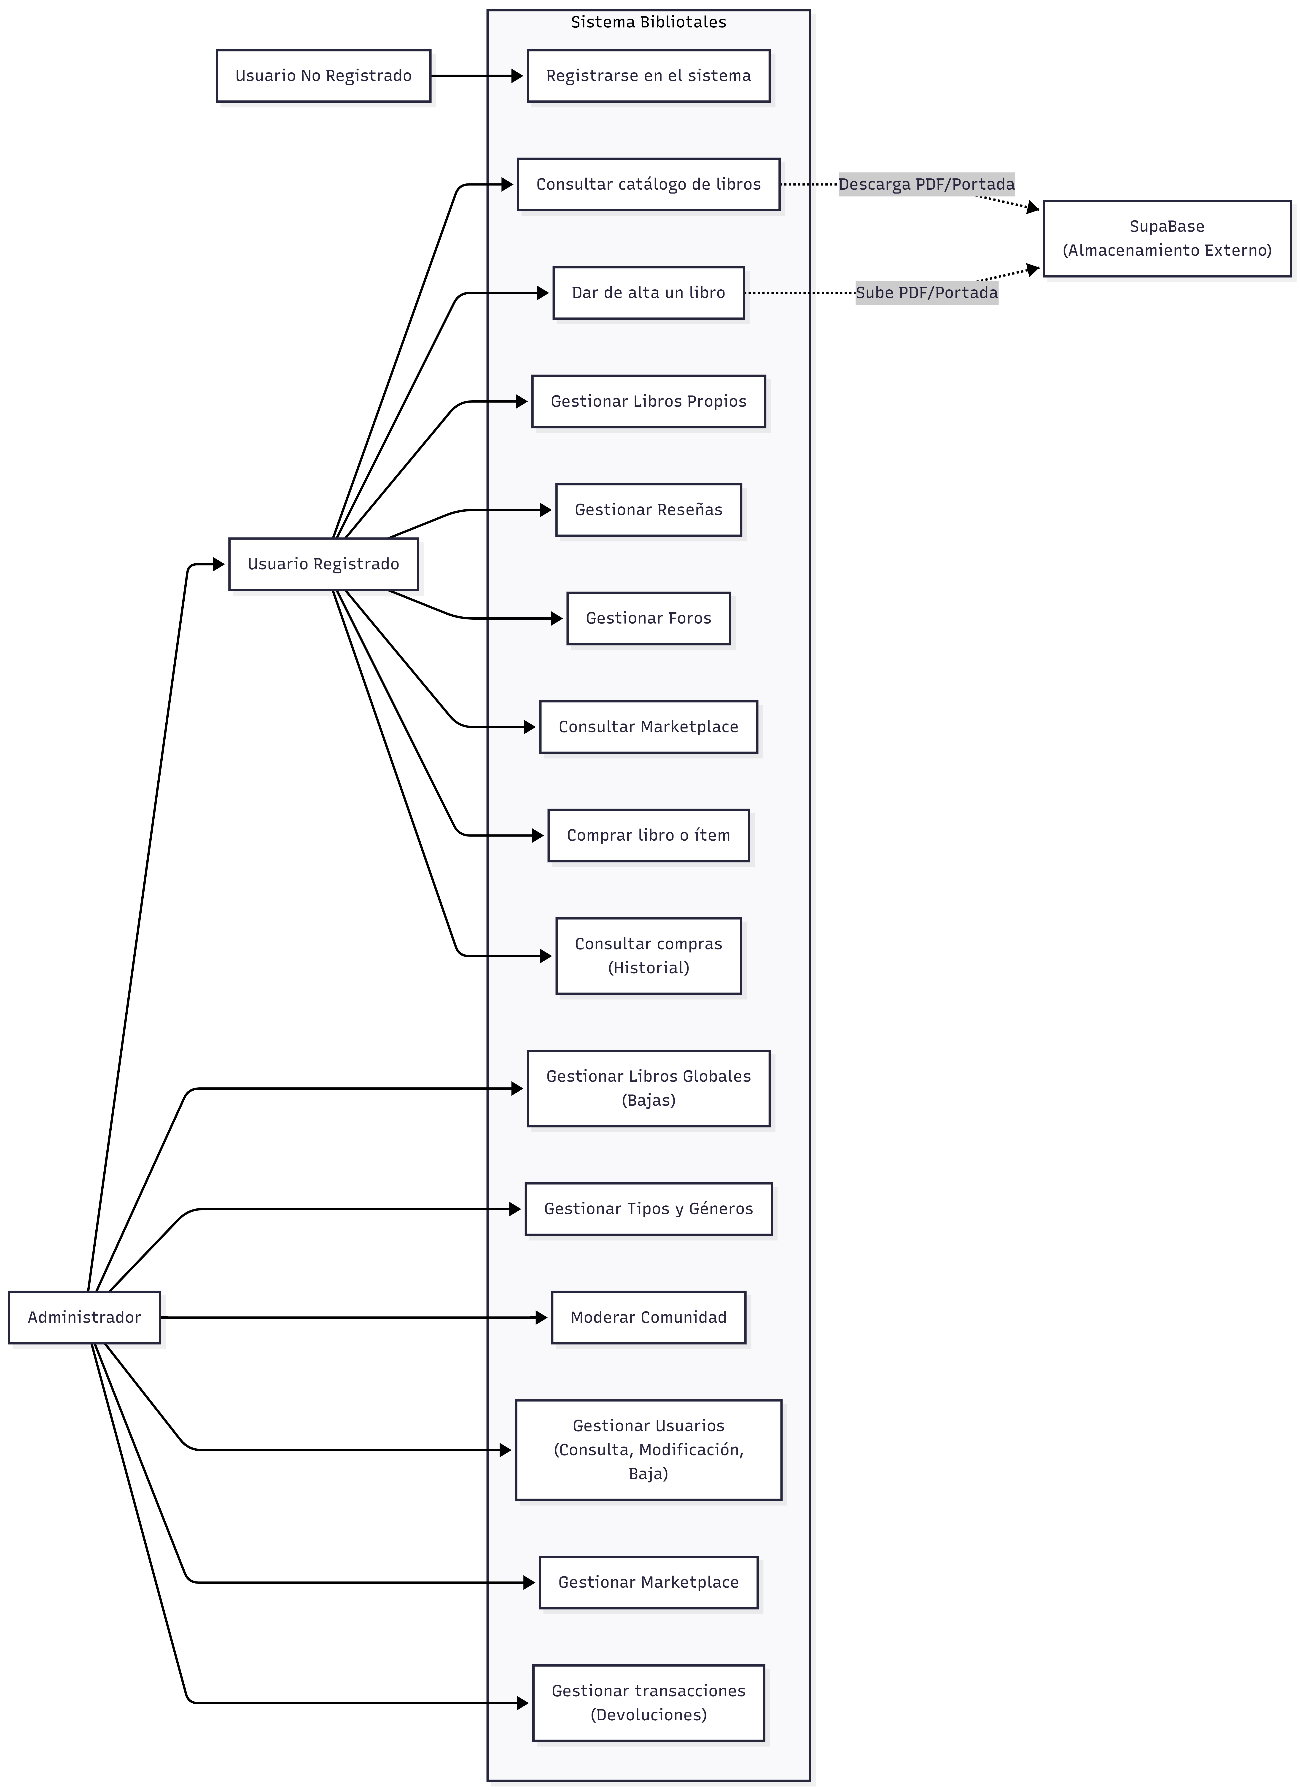 Sistema Bibliotales
Usuario No Registrado
Registrarse en el sistema
Consultar catálogo de libros
Descarga PDF/Portada
SupaBase
(Almacenamiento Externo)
Dar de alta un libro
Sube PDF/Portada
Gestionar Libros Propios
Gestionar Reseñas
Usuario Registrado
Gestionar Foros
Consultar Marketplace
Comprar libro o ítem
Consultar compras
(Historial)
Gestionar Libros Globales
(Bajas)
Gestionar Tipos y Géneros
Administrador
Moderar Comunidad
Gestionar Usuarios
(Consulta, Modificación,
Baja)
Gestionar Marketplace
Gestionar transacciones
(Devoluciones)